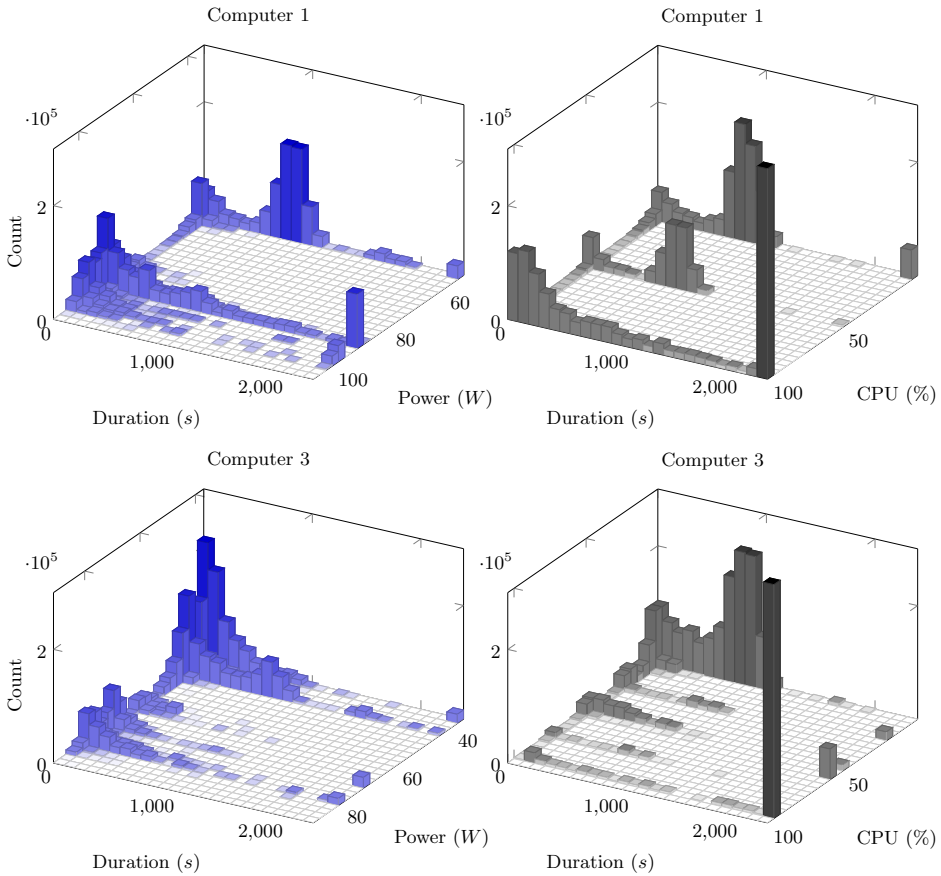 Computer 1
·10^5
2
0
Count
0
1,000
2,000
Duration (s)
100
80
60
Power (W)
Computer 1
·10^5
2
0
0
1,000
2,000
Duration (s)
100
50
CPU (%)
Computer 3
·10^5
2
0
Count
0
1,000
2,000
Duration (s)
80
60
40
Power (W)
Computer 3
·10^5
2
0
0
1,000
2,000
Duration (s)
100
50
CPU (%)